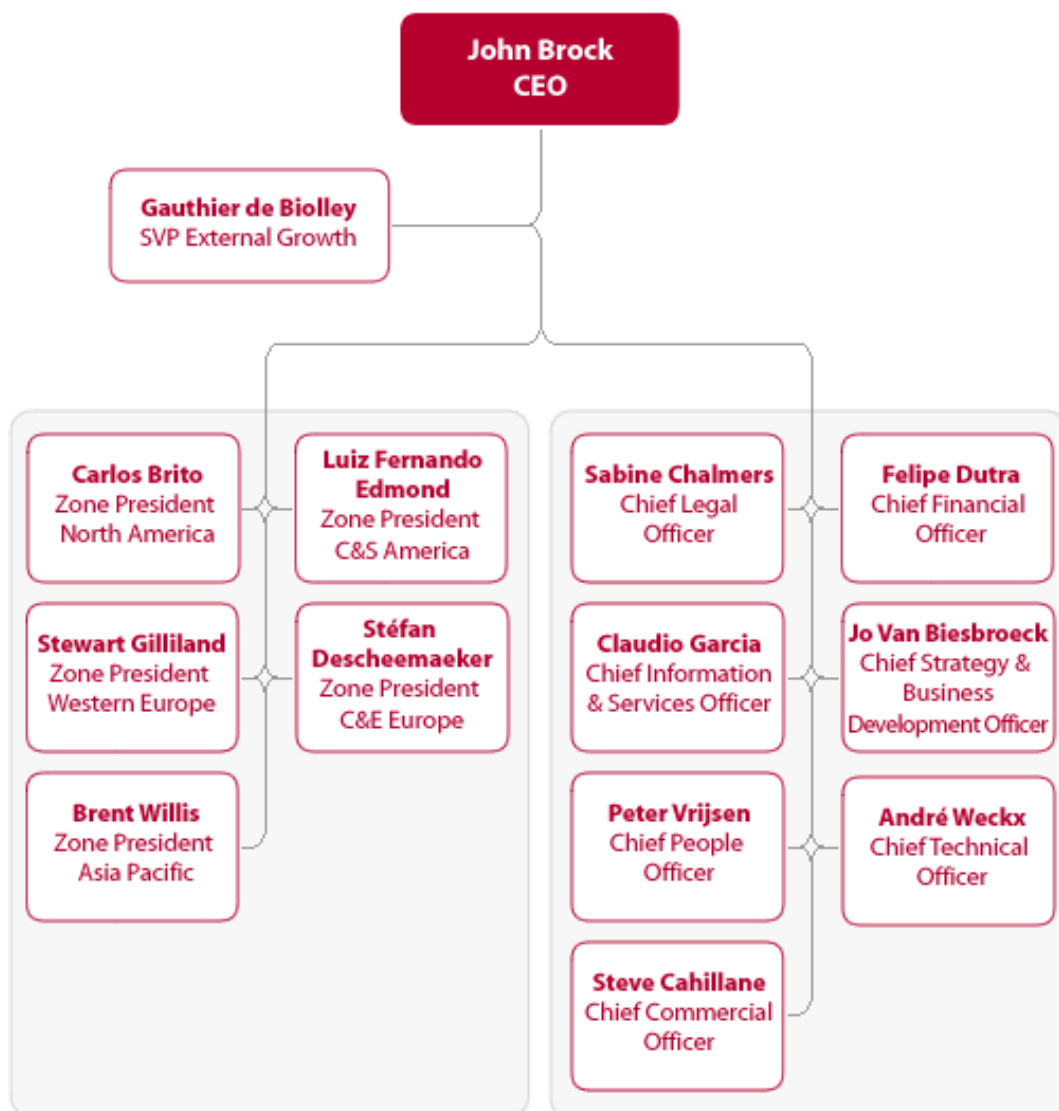 John Brock
CEO
Gauthier de Biolley
SVP External Growth
Carlos Brito
Zone President
North America
Luiz Fernando
Edmond
Zone President
C&S America
Stewart Gilliland
Zone President
Western Europe
Stéfan
Descheemaeker
Zone President
C&E Europe
Brent Willis
Zone President
Asia Pacific
Sabine Chalmers
Chief Legal
Officer
Felipe Dutra
Chief Financial
Officer
Claudio Garcia
Chief Information
& Services Officer
Jo Van Biesbroeck
Chief Strategy &
Business
Development Officer
Peter Vrijsen
Chief People
Officer
André Weckx
Chief Technical
Officer
Steve Cahillane
Chief Commercial
Officer